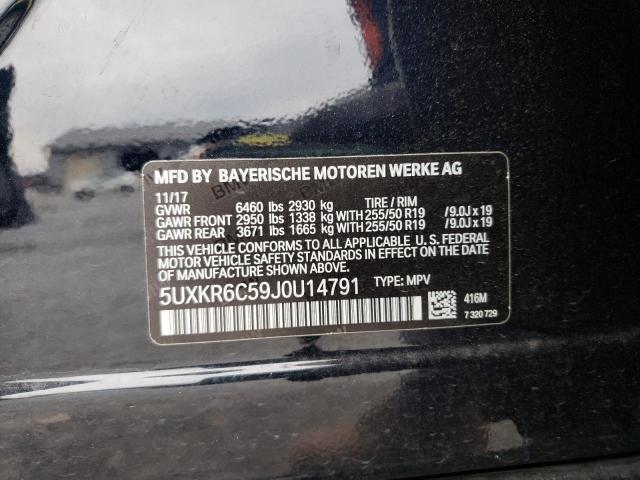 MFD BY BAYERISCHE MOTOREN WERKE AG
11/17
GVWR 6460 lbs 2930 kg TIRE / RIM
GAWR FRONT 2950 lbs 1338 kg WITH 255/50 R19 /9.0J x 19
GAWR REAR 3671 lbs 1665 kg WITH 255/50 R19 /9.0J x 19
THIS VEHICLE CONFORMS TO ALL APPLICABLE U. S. FEDERAL
MOTOR VEHICLE SAFETY STANDARDS IN EFFECT ON THE DATE
OF MANUFACTURE SHOWN ABOVE.
5UXKR6C59J0U14791 TYPE: MPV
416M
7 320 729